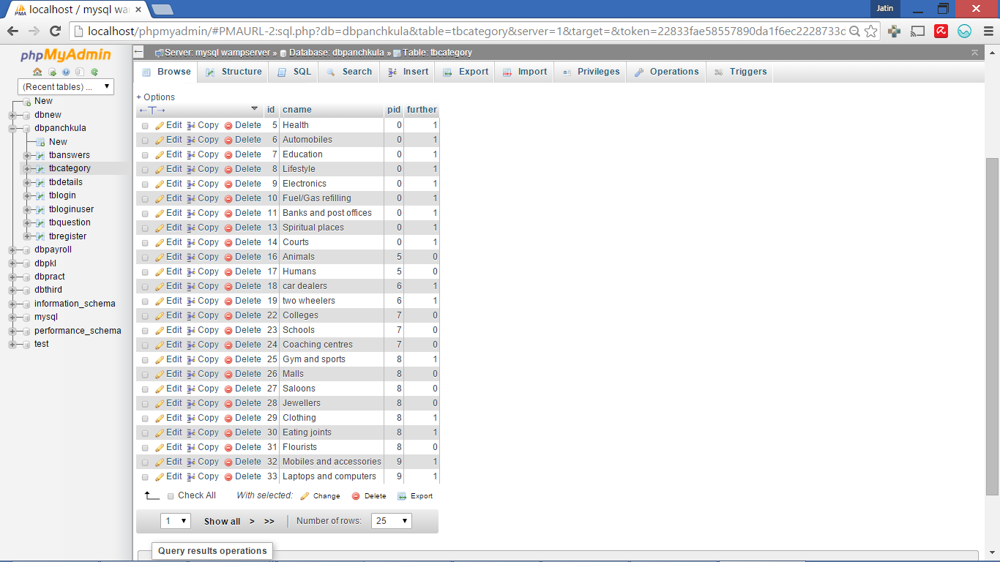 localhost / mysql wa
Jatin
localhost/phpmyadmin/#PMAURL-2:sql.php?db=dbpanchkula&table=tbcategory&server=1&target=&token=22833fae58557890da1f6ec2228733c
phpMyAdmin
(Recent tables) ...
New
dbnew
dbpanchkula
New
tbanswers
tbcategory
tbdetails
tblogin
tbloginuser
tbquestion
tbregister
dbpayroll
dbpkl
dbpract
dbthird
information_schema
mysql
performance_schema
test
Server: mysql wampserver » Database: dbpanchkula » Table: tbcategory
Browse Structure SQL Search Insert Export Import Privileges Operations Triggers
+ Options
←T→ id cname pid further
Edit Copy Delete 5 Health 0 1
Edit Copy Delete 6 Automobiles 0 1
Edit Copy Delete 7 Education 0 1
Edit Copy Delete 8 Lifestyle 0 1
Edit Copy Delete 9 Electronics 0 1
Edit Copy Delete 10 Fuel/Gas refilling 0 1
Edit Copy Delete 11 Banks and post offices 0 1
Edit Copy Delete 13 Spiritual places 0 1
Edit Copy Delete 14 Courts 0 1
Edit Copy Delete 16 Animals 5 0
Edit Copy Delete 17 Humans 5 0
Edit Copy Delete 18 car dealers 6 1
Edit Copy Delete 19 two wheelers 6 1
Edit Copy Delete 22 Colleges 7 0
Edit Copy Delete 23 Schools 7 0
Edit Copy Delete 24 Coaching centres 7 0
Edit Copy Delete 25 Gym and sports 8 1
Edit Copy Delete 26 Malls 8 0
Edit Copy Delete 27 Saloons 8 0
Edit Copy Delete 28 Jewellers 8 0
Edit Copy Delete 29 Clothing 8 1
Edit Copy Delete 30 Eating joints 8 1
Edit Copy Delete 31 Flourists 8 0
Edit Copy Delete 32 Mobiles and accessories 9 1
Edit Copy Delete 33 Laptops and computers 9 1
Check All With selected: Change Delete Export
1 Show all > >> Number of rows: 25
Query results operations